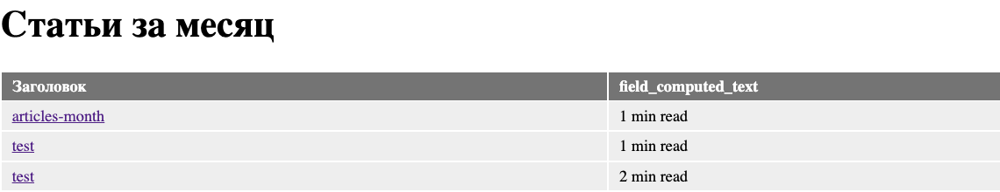 Статьи за месяц
Заголовок field_computed_text
articles-month 1 min read
test 1 min read
test 2 min read